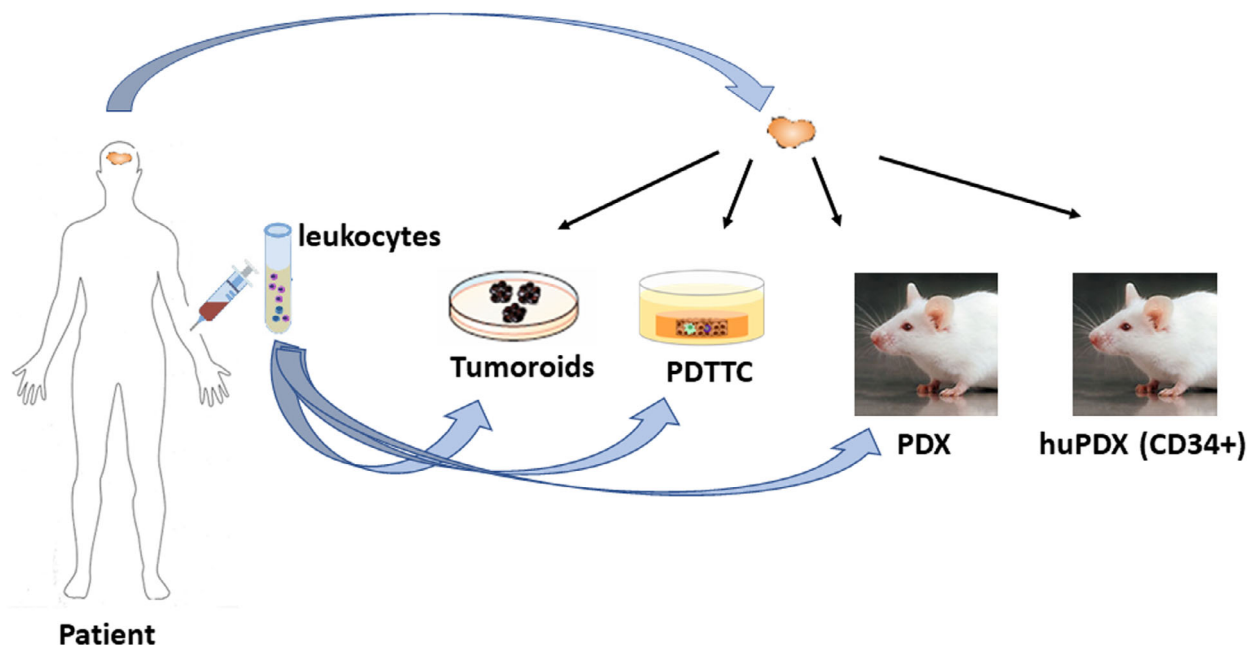 leukocytes
Tumoroids
PDTTC
PDX
huPDX (CD34+)
Patient